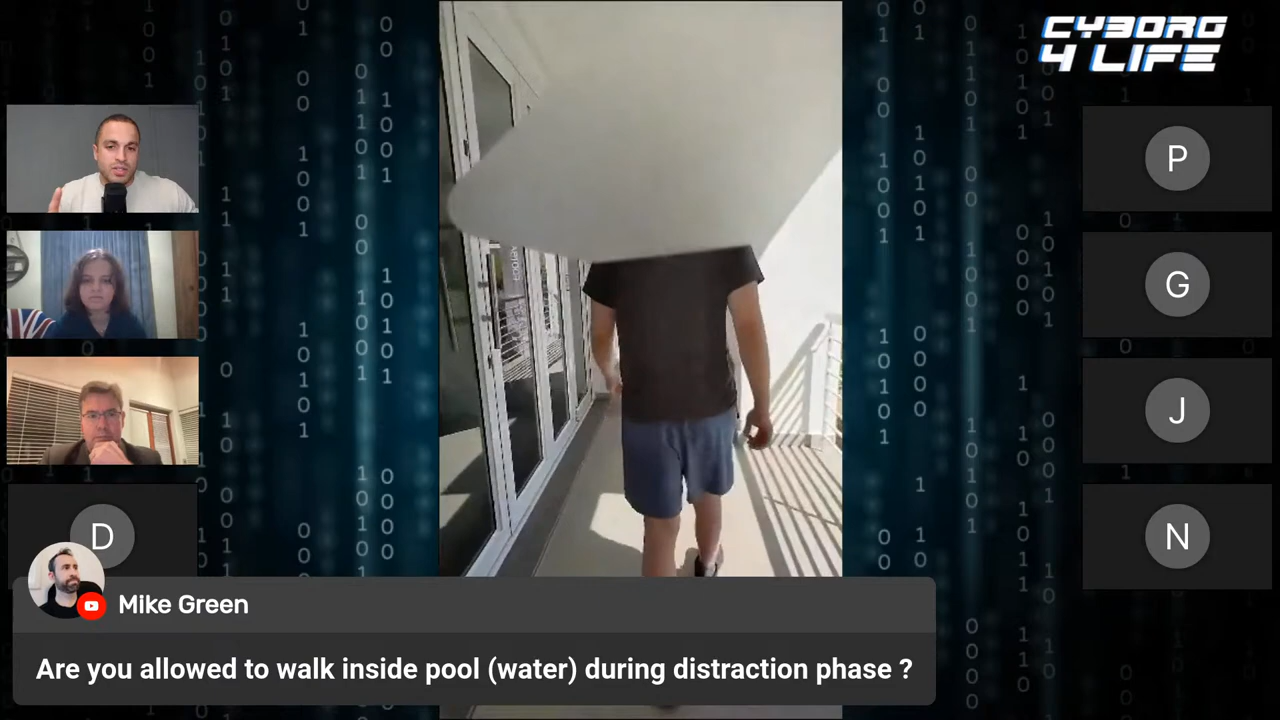 CYBORG
4 LIFE
P
G
J
D
N
Mike Green
Are you allowed to walk inside pool (water) during distraction phase ?